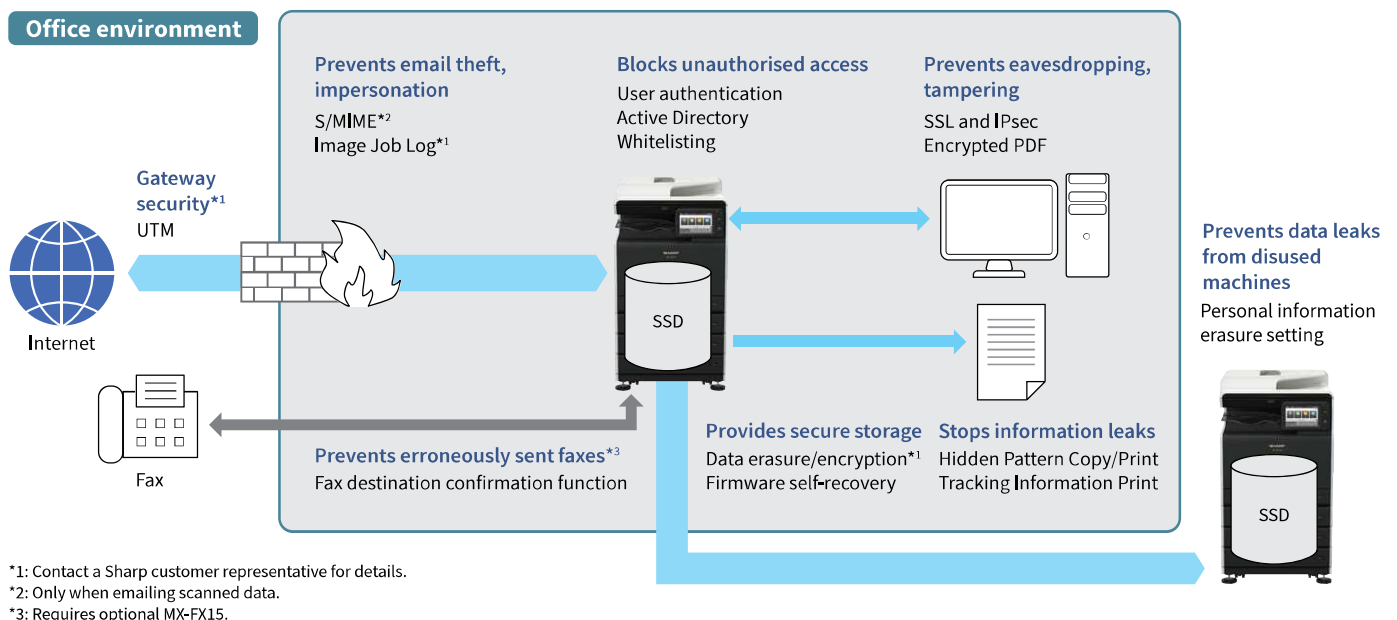 Office environment
Prevents email theft,
impersonation
S/MIME*2
Image Job Log*1
Blocks unauthorised access
User authentication
Active Directory
Whitelisting
Prevents eavesdropping,
tampering
SSL and IPsec
Encrypted PDF
Gateway
security*1
UTM
Internet
SSD
Prevents data leaks
from disused
machines
Personal information
erasure setting
Fax
Prevents erroneously sent faxes*3
Fax destination confirmation function
Provides secure storage
Data erasure/encryption*1
Firmware self-recovery
Stops information leaks
Hidden Pattern Copy/Print
Tracking Information Print
SSD
*1: Contact a Sharp customer representative for details.
*2: Only when emailing scanned data.
*3: Requires optional MX-FX15.